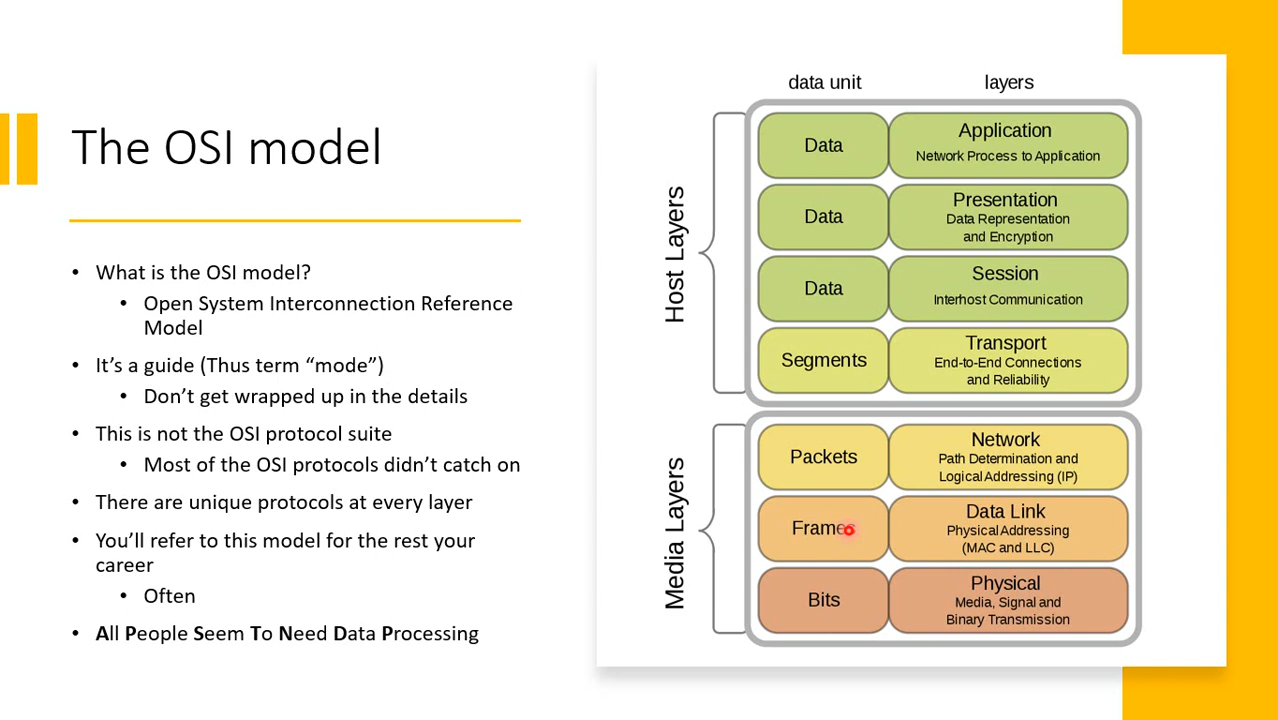 The OSI model
• What is the OSI model?
• Open System Interconnection Reference
Model
• It’s a guide (Thus term “mode”)
• Don’t get wrapped up in the details
• This is not the OSI protocol suite
• Most of the OSI protocols didn’t catch on
• There are unique protocols at every layer
• You’ll refer to this model for the rest your
career
• Often
• All People Seem To Need Data Processing
data unit layers
Host Layers
Data
Application
Network Process to Application
Data
Presentation
Data Representation
and Encryption
Data
Session
Interhost Communication
Segments
Transport
End-to-End Connections
and Reliability
Media Layers
Packets
Network
Path Determination and
Logical Addressing (IP)
Frames
Data Link
Physical Addressing
(MAC and LLC)
Bits
Physical
Media, Signal and
Binary Transmission